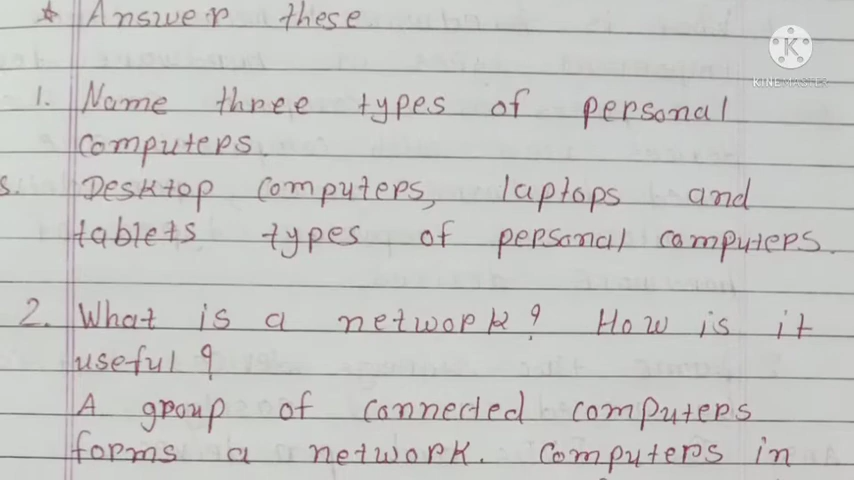 * Answer these
1. Name three types of personal
computers
s. Desktop computers, laptops and
tablets types of personal computers.
2. What is a network? How is it
useful?
A group of connected computers
forms a network. Computers in
K
KINEMASTER